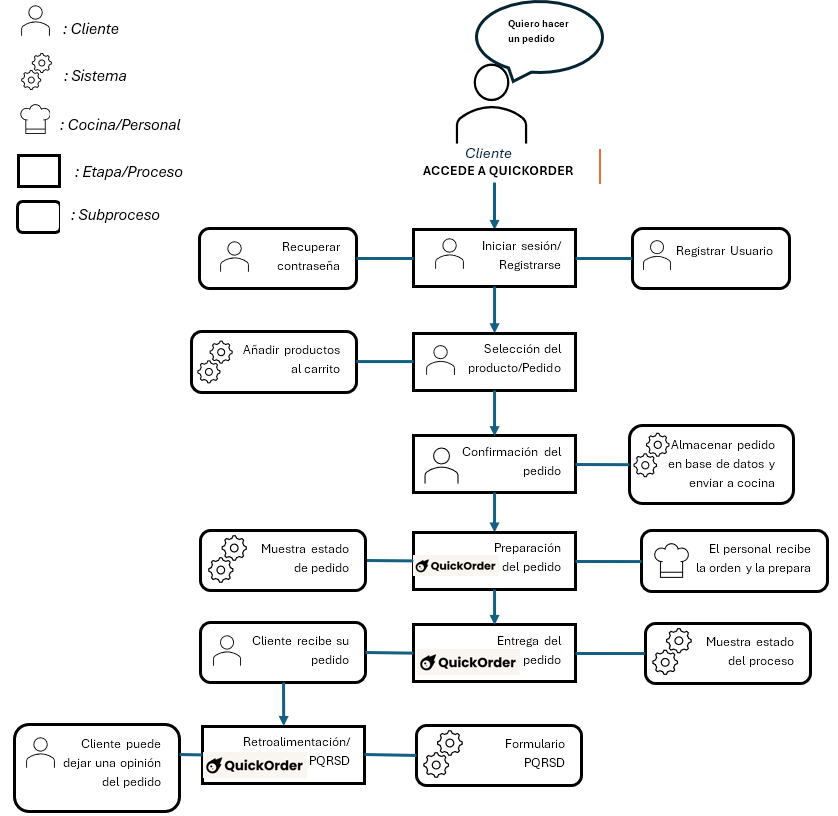 : Cliente
: Sistema
: Cocina/Personal
: Etapa/Proceso
: Subproceso
Quiero hacer
un pedido
Cliente
ACCEDE A QUICKORDER
Recuperar
contraseña
Iniciar sesión/
Registrarse
Registrar Usuario
Añadir productos
al carrito
Selección del
producto/Pedido
Confirmación del
pedido
Almacenar pedido
en base de datos y
enviar a cocina
Muestra estado
de pedido
Preparación
QuickOrder del pedido
El personal recibe
la orden y la prepara
Cliente recibe su
pedido
Entrega del
QuickOrder pedido
Muestra estado
del proceso
Cliente puede
dejar una opinión
del pedido
Retroalimentación/
QuickOrder PQRSD
Formulario
PQRSD